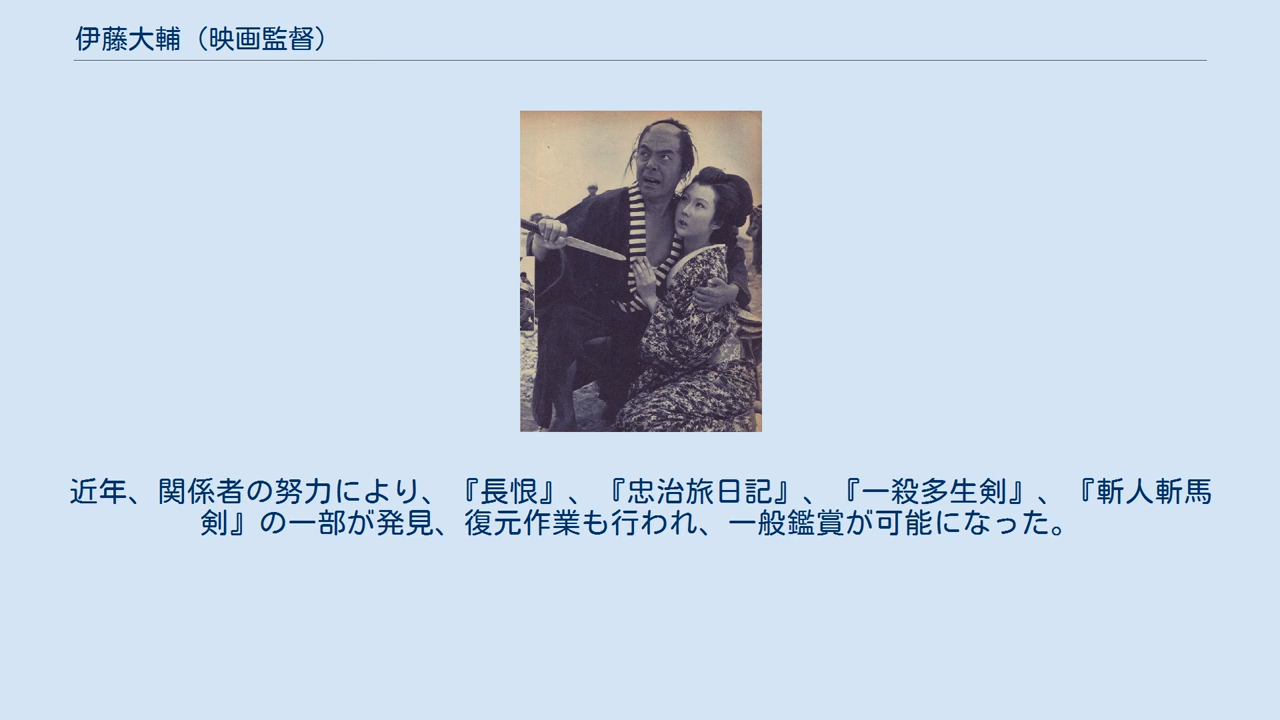 伊藤大輔（映画監督）
近年、関係者の努力により、『長恨』、『忠治旅日記』、『一殺多生剣』、『斬人斬馬
剣』の一部が発見、復元作業も行われ、一般鑑賞が可能になった。